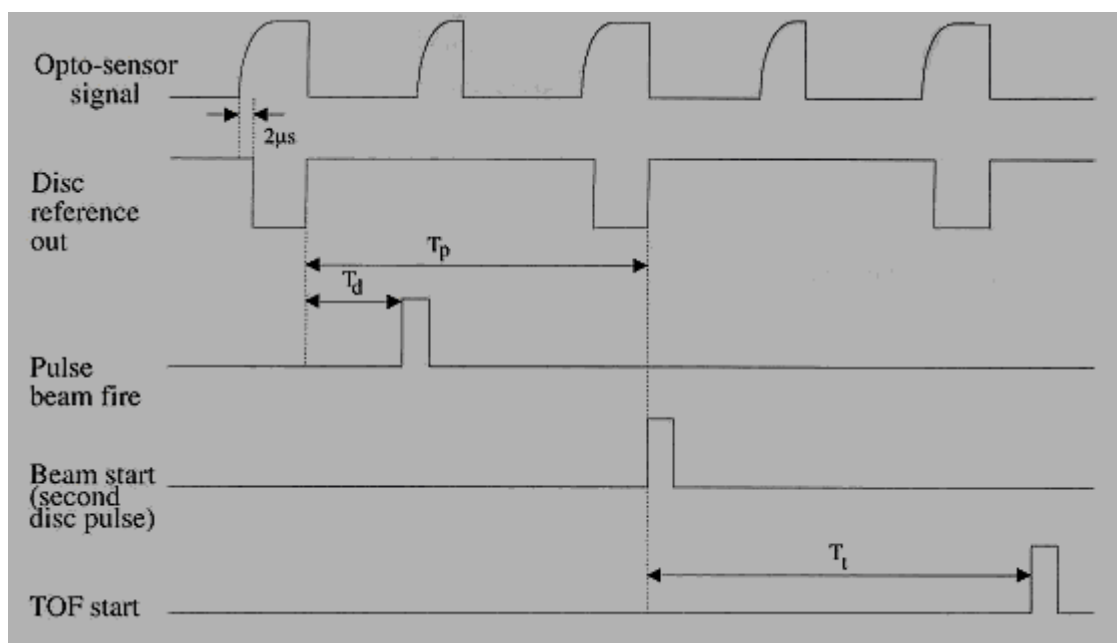 Opto-sensor
signal
2μs
Disc
reference
out
Tp
Td
Pulse
beam fire
Beam start
(second
disc pulse)
Tt
TOF start